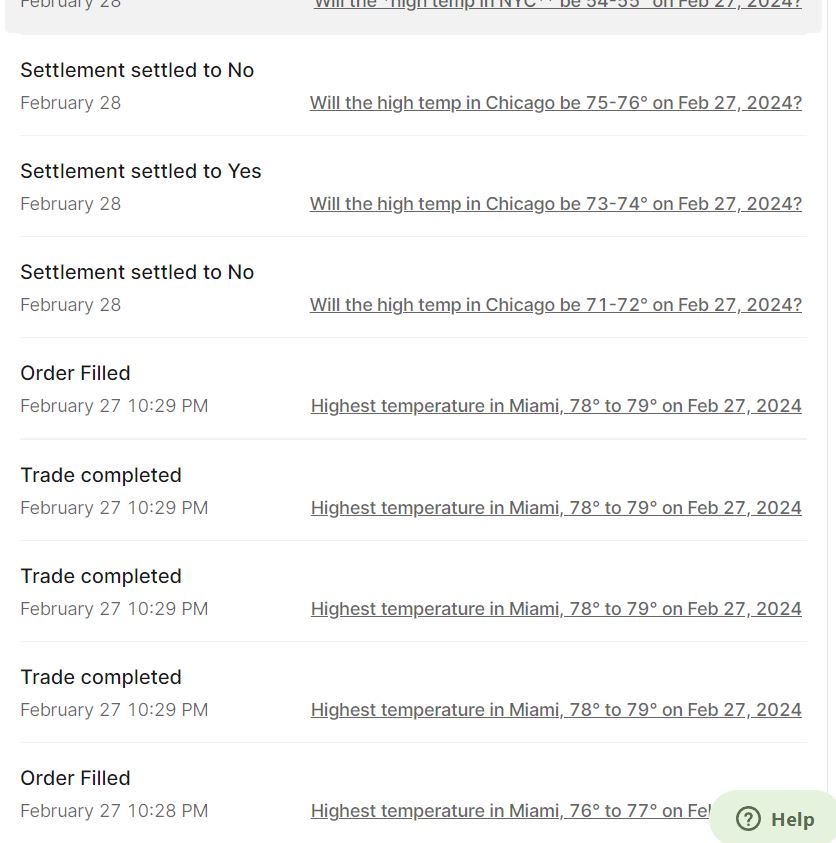 February 28
Will the *high temp in NYC** be 54-55° on Feb 27, 2024?
Settlement settled to No
February 28
Will the high temp in Chicago be 75-76° on Feb 27, 2024?
Settlement settled to Yes
February 28
Will the high temp in Chicago be 73-74° on Feb 27, 2024?
Settlement settled to No
February 28
Will the high temp in Chicago be 71-72° on Feb 27, 2024?
Order Filled
February 27 10:29 PM
Highest temperature in Miami, 78° to 79° on Feb 27, 2024
Trade completed
February 27 10:29 PM
Highest temperature in Miami, 78° to 79° on Feb 27, 2024
Trade completed
February 27 10:29 PM
Highest temperature in Miami, 78° to 79° on Feb 27, 2024
Trade completed
February 27 10:29 PM
Highest temperature in Miami, 78° to 79° on Feb 27, 2024
Order Filled
February 27 10:28 PM
Highest temperature in Miami, 76° to 77° on
Help